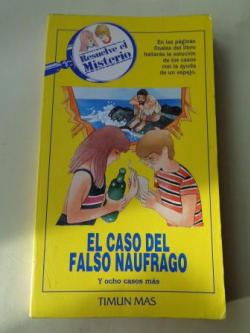 Resuelve el
Misterio
En las páginas
finales del libro
hallarás la solución
de los casos
con la ayuda
de un espejo.
EL CASO DEL
FALSO NÁUFRAGO
Y ocho casos más
TIMUN MAS